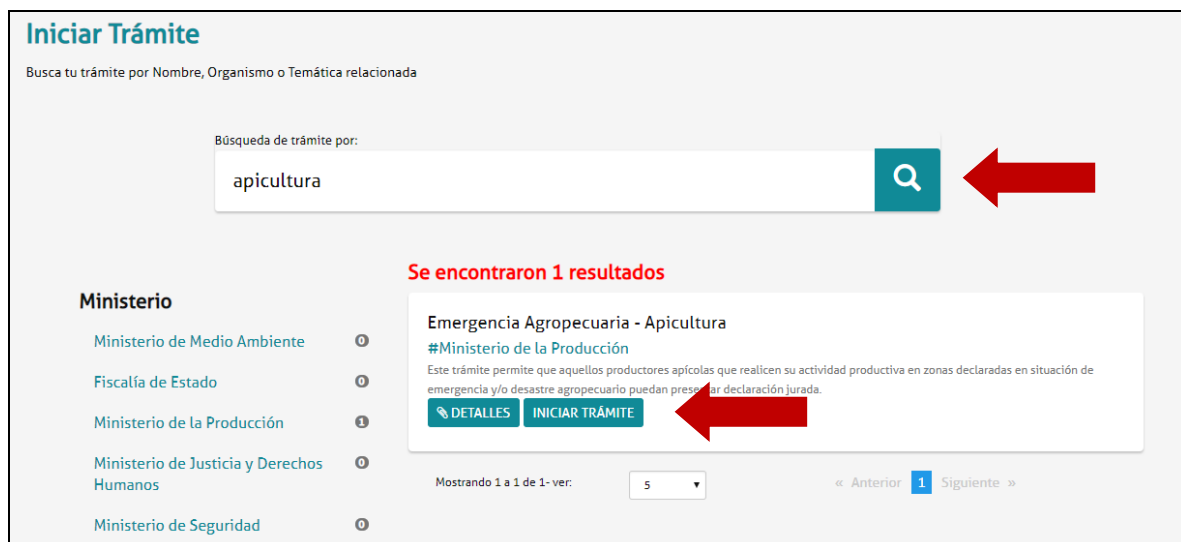 Iniciar Trámite
Busca tu trámite por Nombre, Organismo o Temática relacionada
Búsqueda de trámite por:
apicultura
Se encontraron 1 resultados
Ministerio
Ministerio de Medio Ambiente 0
Fiscalía de Estado 0
Ministerio de la Producción 1
Ministerio de Justicia y Derechos 0
Humanos
Ministerio de Seguridad 0
Emergencia Agropecuaria - Apicultura
#Ministerio de la Producción
Este trámite permite que aquellos productores apícolas que realicen su actividad productiva en zonas declaradas en situación de
emergencia y/o desastre agropecuario puedan presentar declaración jurada.
DETALLES INICIAR TRÁMITE
Mostrando 1 a 1 de 1- ver: 5 « Anterior 1 Siguiente »